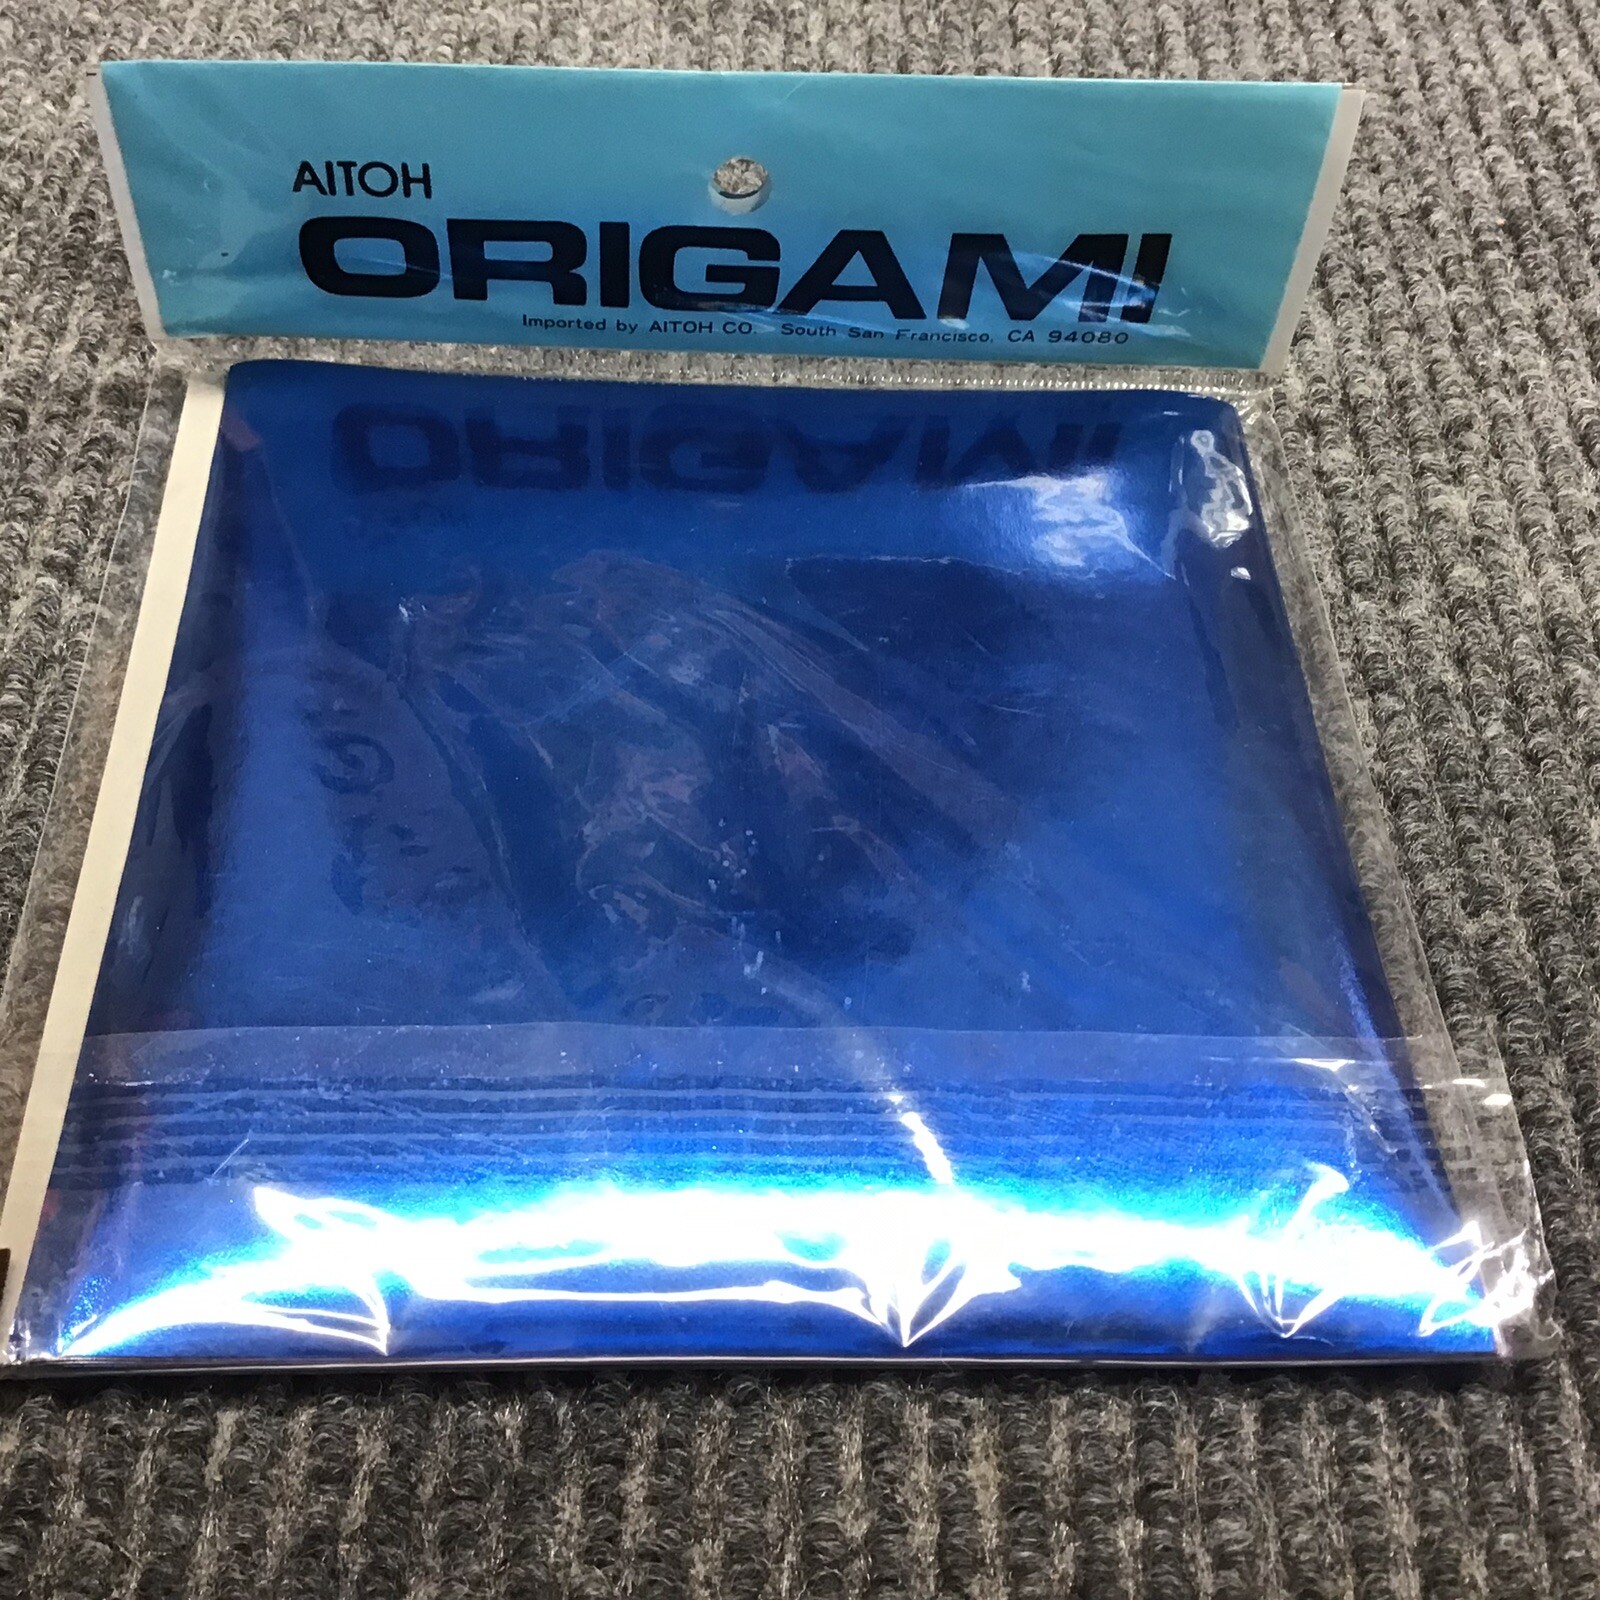 AITOH
ORIGAMI
Imported by AITOH CO. South San Francisco, CA 94080